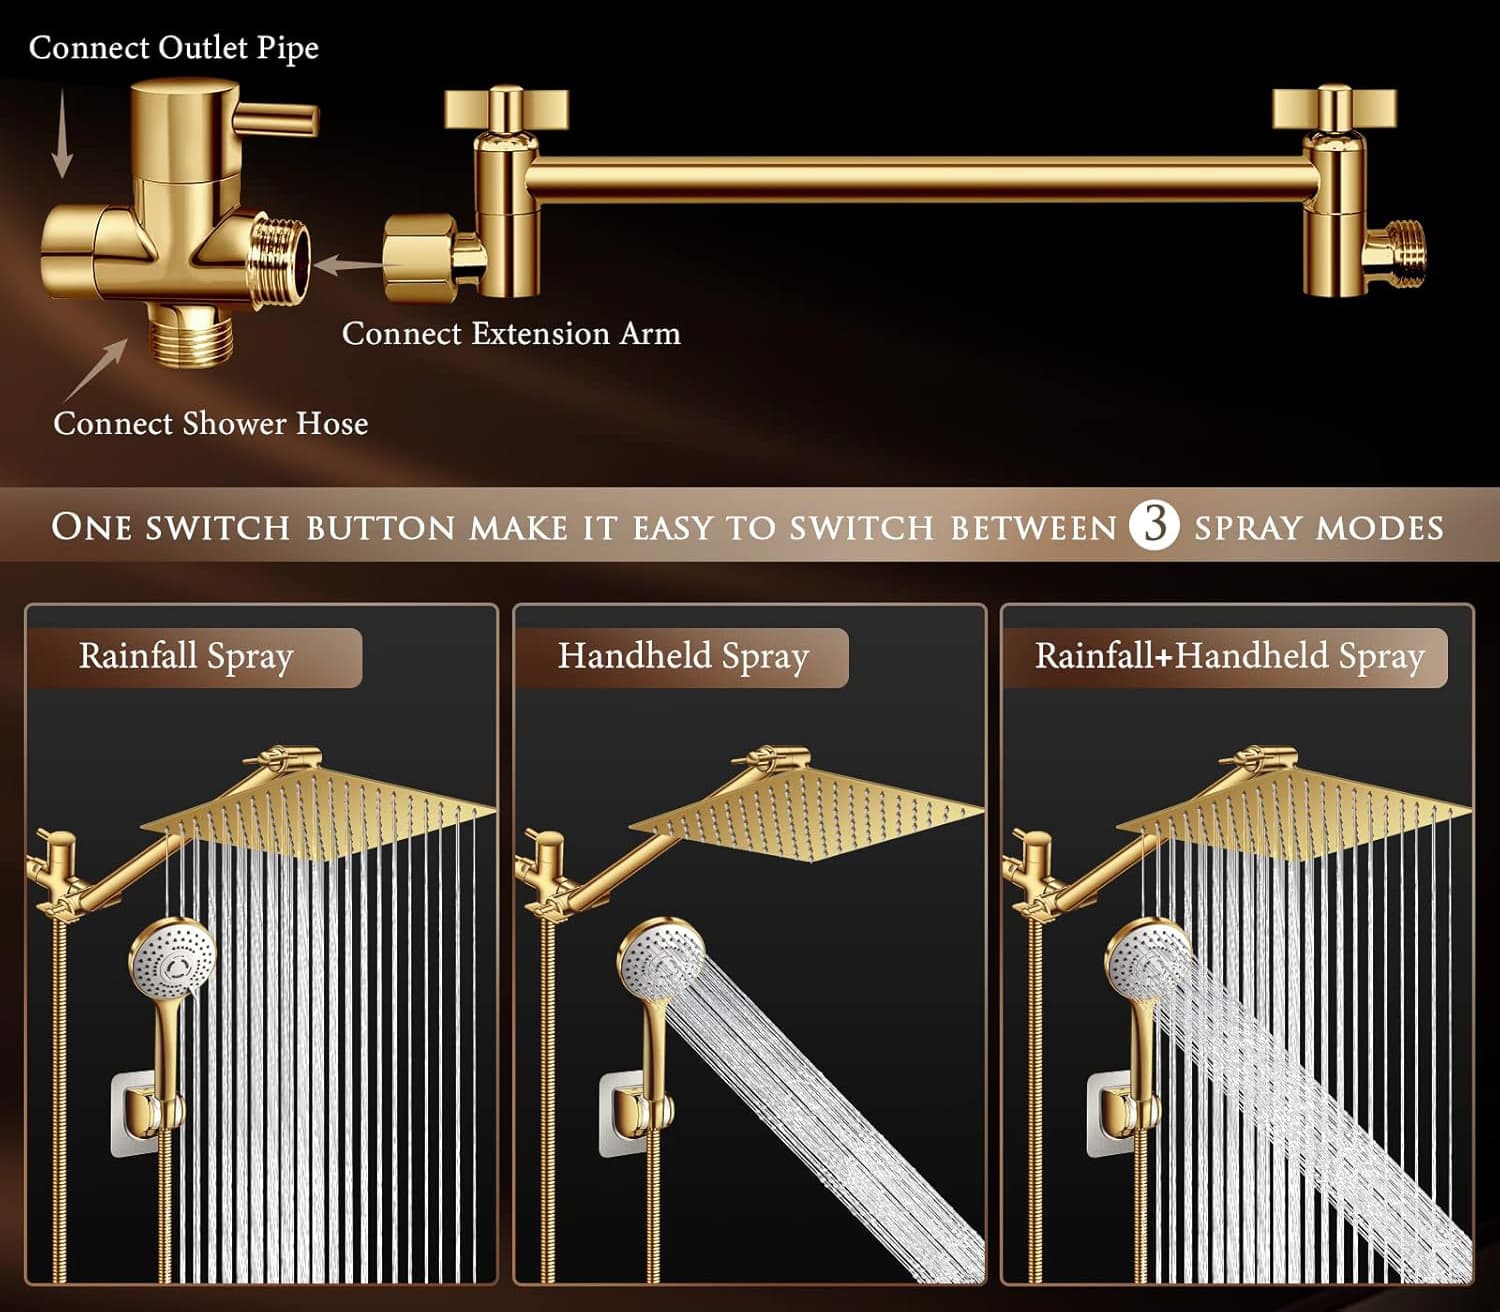 Connect Outlet Pipe
Connect Extension Arm
Connect Shower Hose
ONE SWITCH BUTTON MAKE IT EASY TO SWITCH BETWEEN 3 SPRAY MODES
Rainfall Spray
Handheld Spray
Rainfall+Handheld Spray